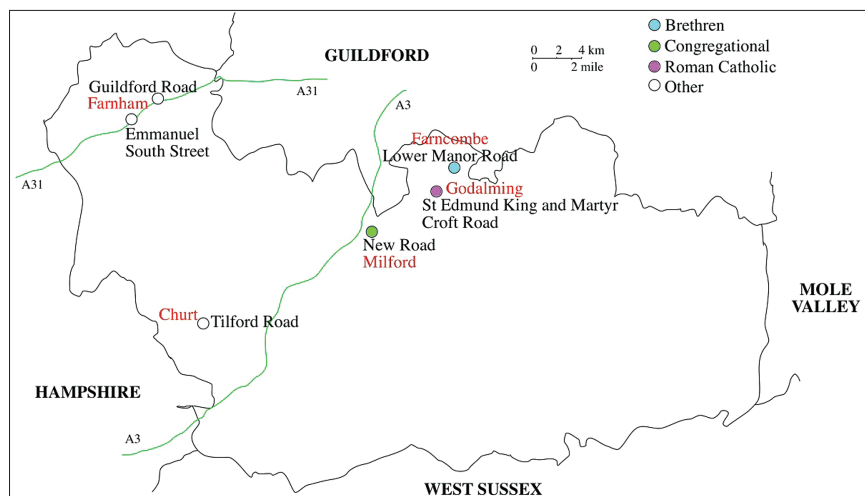 GUILDFORD
0 2 4 km
0 2 mile
Brethren
Congregational
Roman Catholic
Other
Guildford Road
Farnham
A31
A3
Emmanuel
South Street
Farncombe
Lower Manor Road
A31
Godalming
St Edmund King and Martyr
Croft Road
New Road
Milford
MOLE
VALLEY
Churt
Tilford Road
HAMPSHIRE
A3
WEST SUSSEX